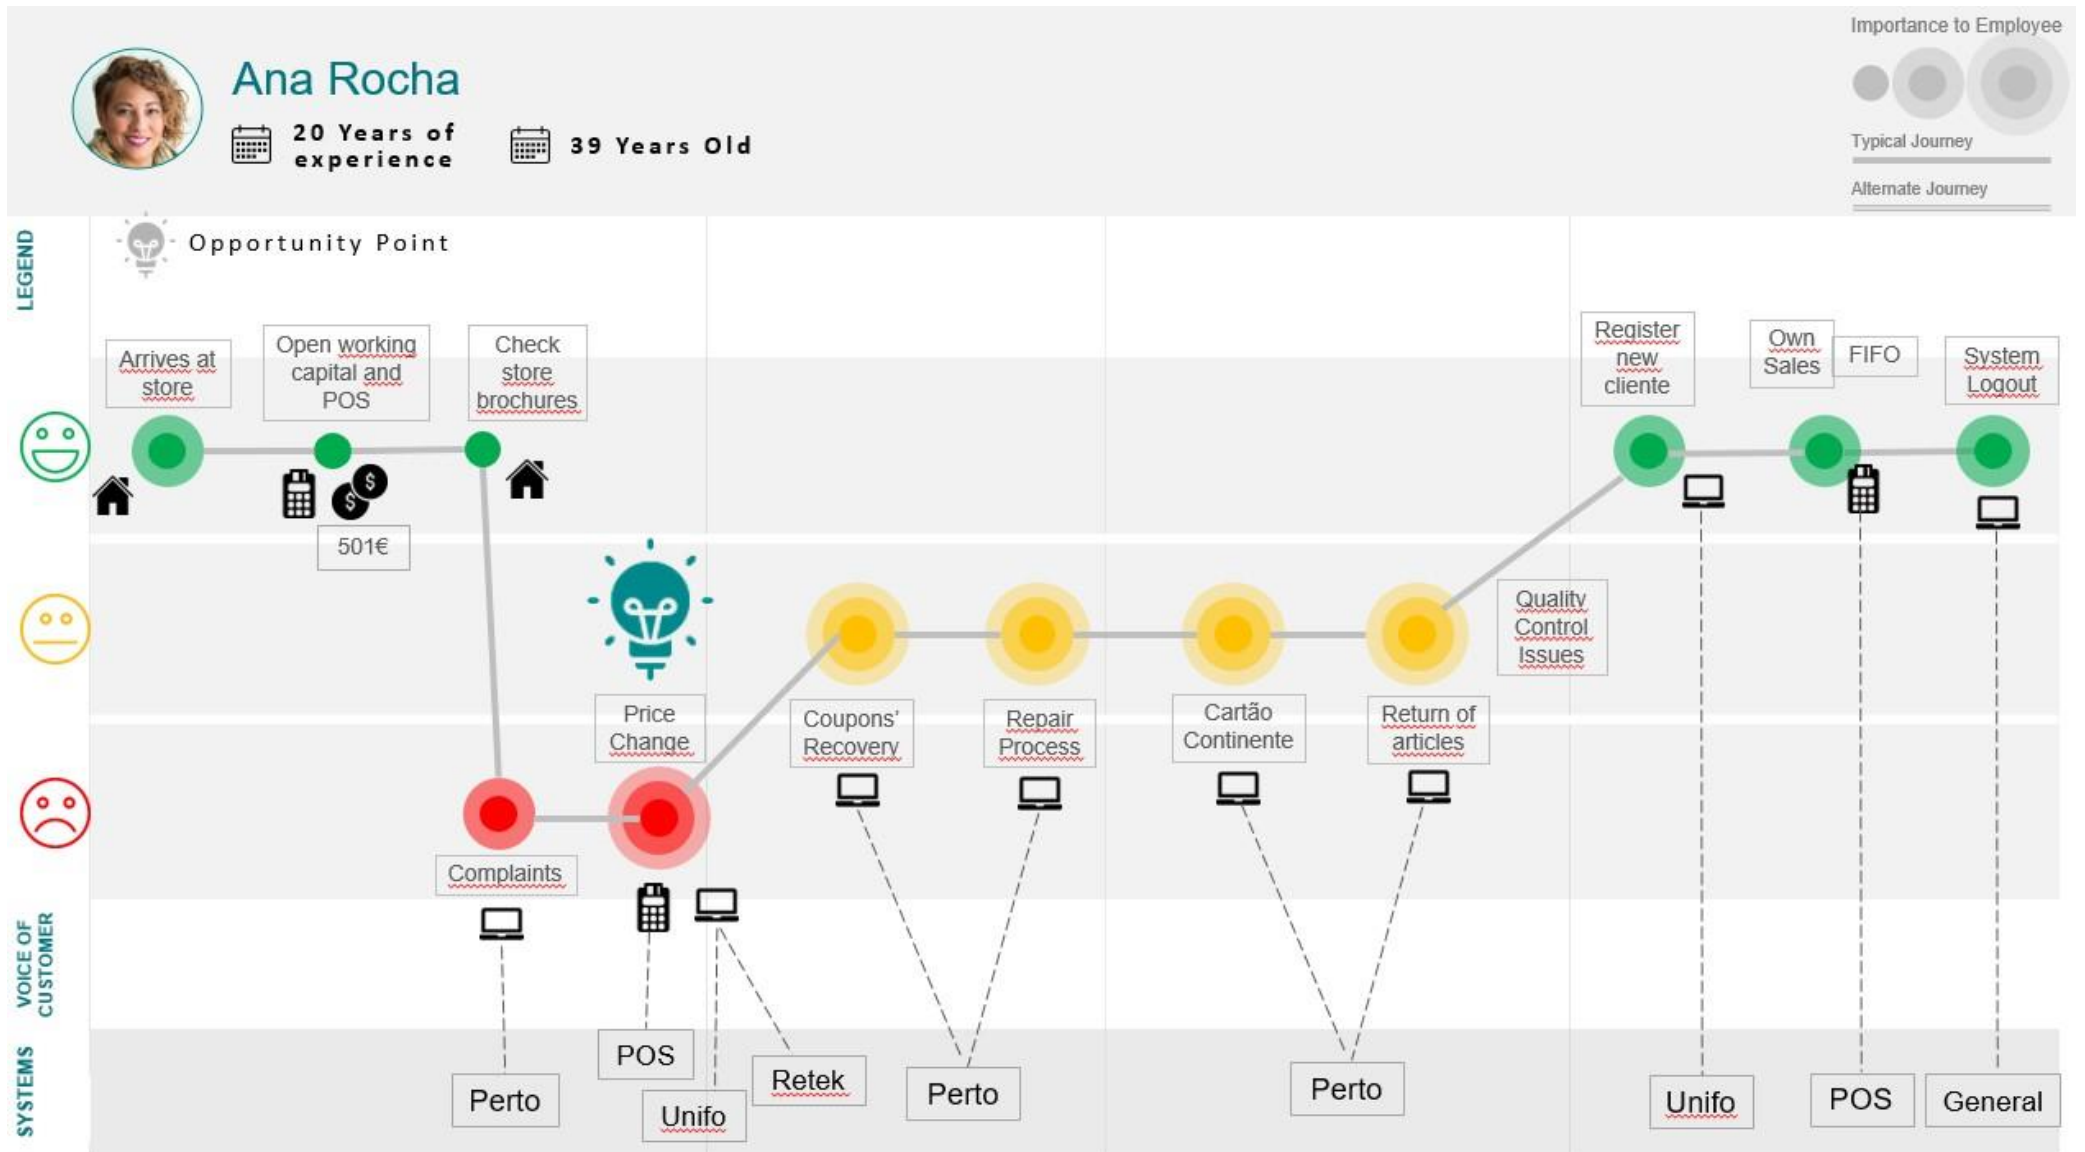 Ana Rocha
20 Years of
experience
39 Years Old
Importance to Employee
Typical Journey
Alternate Journey
LEGEND
Opportunity Point
Arrives at
store
Open working
capital and
POS
Check
store
brochures
Register
new
cliente
Own
Sales
FIFO
System
Logout
501€
Quality
Control
Issues
Price
Change
Coupons’
Recovery
Repair
Process
Cartão
Continente
Return of
articles
Complaints
VOICE OF
CUSTOMER
SYSTEMS
Perto
POS
Unifo
Retek
Perto
Perto
Unifo
POS
General